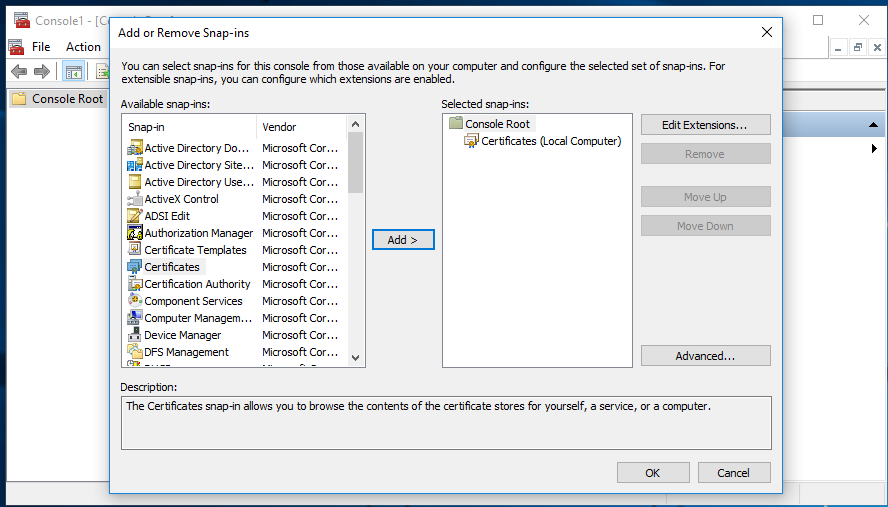 Console1 - [Co
Add or Remove Snap-ins
File Action
You can select snap-ins for this console from those available on your computer and configure the selected set of snap-ins. For
extensible snap-ins, you can configure which extensions are enabled.
Console Root
Available snap-ins:
Selected snap-ins:
Snap-in Vendor
Active Directory Do... Microsoft Cor...
Active Directory Site... Microsoft Cor...
Active Directory Use... Microsoft Cor...
ActiveX Control Microsoft Cor...
ADSI Edit Microsoft Cor...
Authorization Manager Microsoft Cor...
Certificate Templates Microsoft Cor...
Certificates Microsoft Cor...
Certification Authority Microsoft Cor...
Component Services Microsoft Cor...
Computer Managem... Microsoft Cor...
Device Manager Microsoft Cor...
DFS Management Microsoft Cor...
Add >
Console Root
Certificates (Local Computer)
Edit Extensions...
Remove
Move Up
Move Down
Advanced...
Description:
The Certificates snap-in allows you to browse the contents of the certificate stores for yourself, a service, or a computer.
OK Cancel